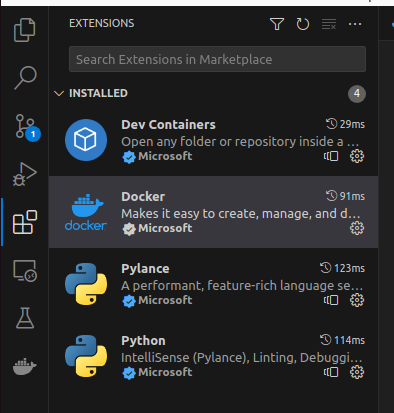 EXTENSIONS
Search Extensions in Marketplace
INSTALLED 4
Dev Containers 29ms
Open any folder or repository inside a ...
Microsoft
Docker 91ms
Makes it easy to create, manage, and d...
docker Microsoft
Pylance 123ms
A performant, feature-rich language se...
Microsoft
Python 114ms
IntelliSense (Pylance), Linting, Debuggi...
Microsoft
1